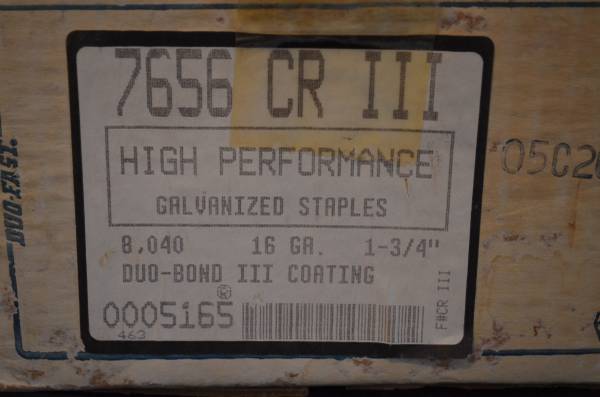 7656 CR III
HIGH PERFORMANCE
GALVANIZED STAPLES
8,040 16 GA. 1-3/4"
DUO-BOND III COATING
®
0005165
463
F#CR III
DUO-FAST.
05C2